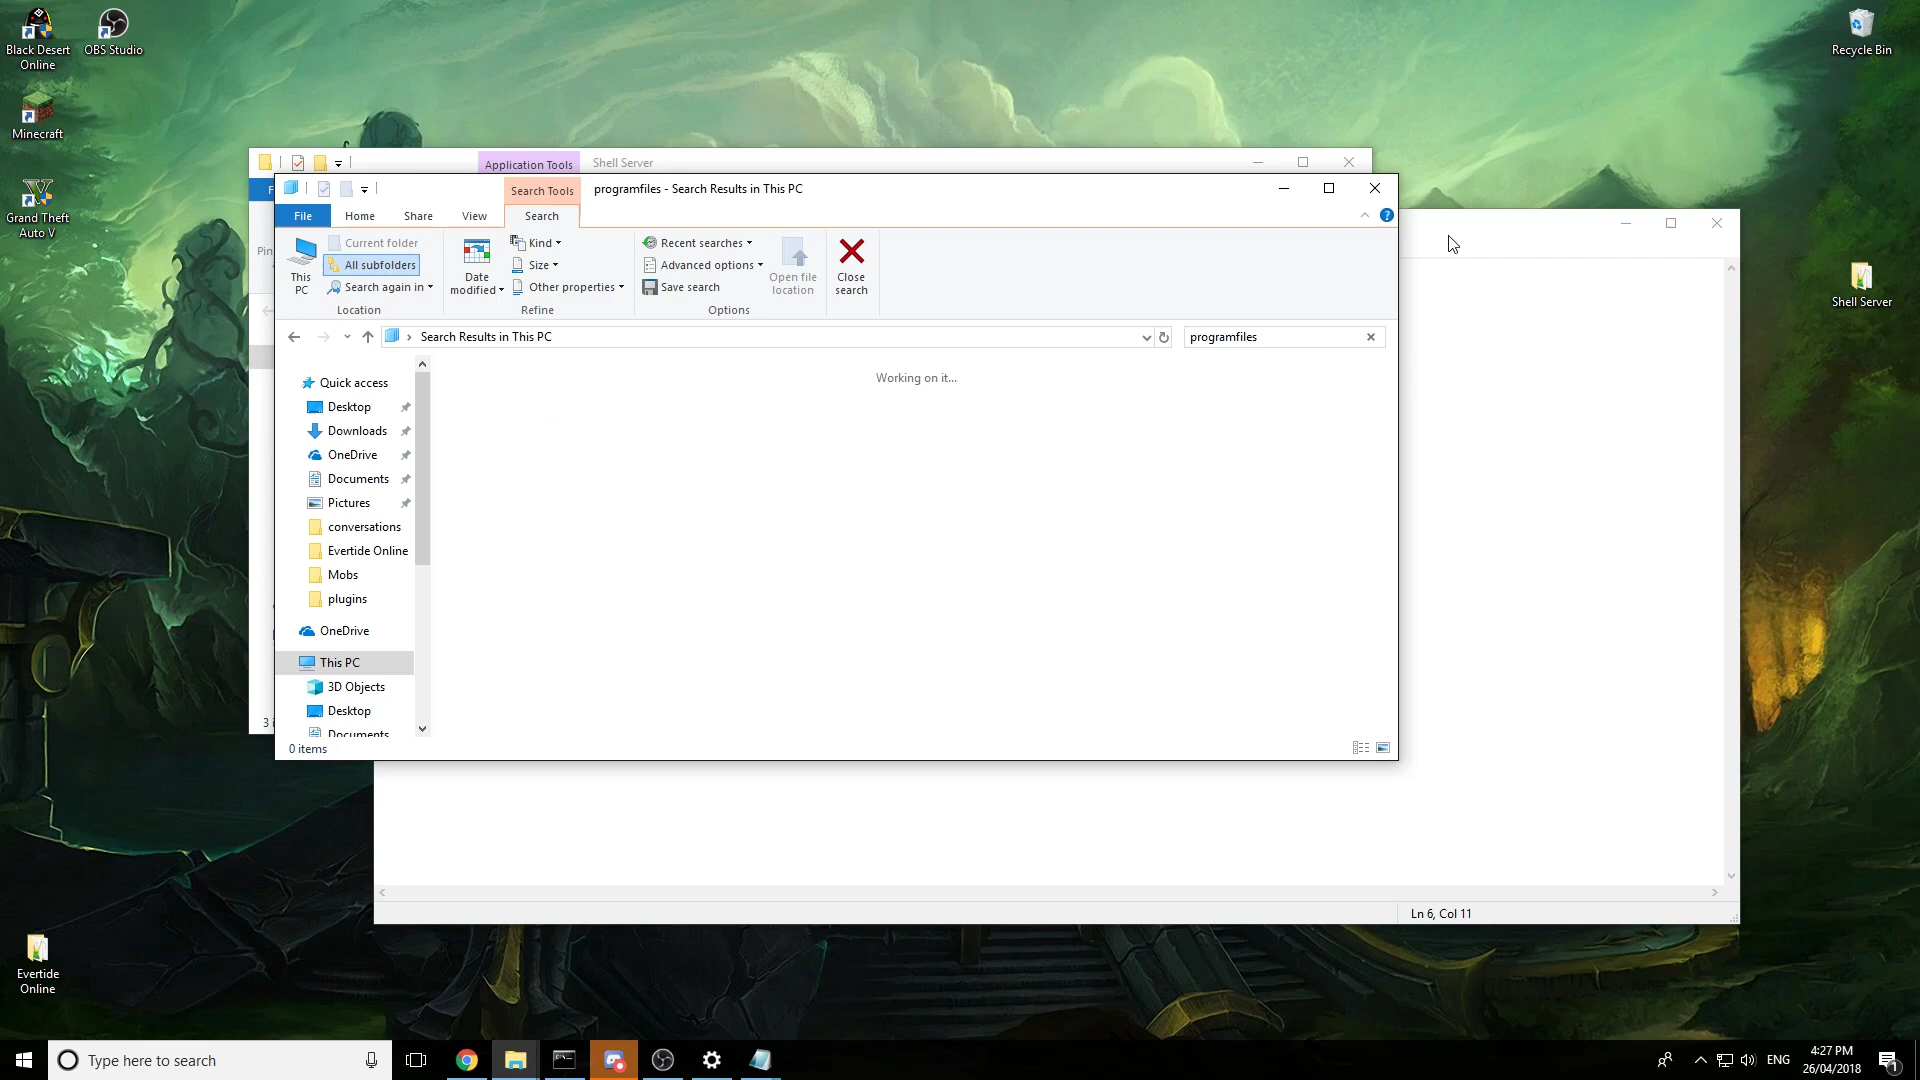 Black Desert
Online
OBS Studio
Recycle Bin
Minecraft
Grand Theft
Auto V
Shell Server
Evertide
Online
Application Tools
Shell Server
F
Pin
3 i
Search Tools
programfiles - Search Results in This PC
File
Home
Share
View
Search
?
This
PC
Current folder
All subfolders
Search again in
Location
Date
modified
Kind
Size
Other properties
Refine
Recent searches
Advanced options
Save search
Open file
location
Options
Close
search
Search Results in This PC
programfiles
Quick access
Desktop
Downloads
OneDrive
Documents
Pictures
conversations
Evertide Online
Mobs
plugins
OneDrive
This PC
3D Objects
Desktop
Documents
Working on it...
0 items
Ln 6, Col 11
Type here to search
ENG
4:27 PM
26/04/2018
1